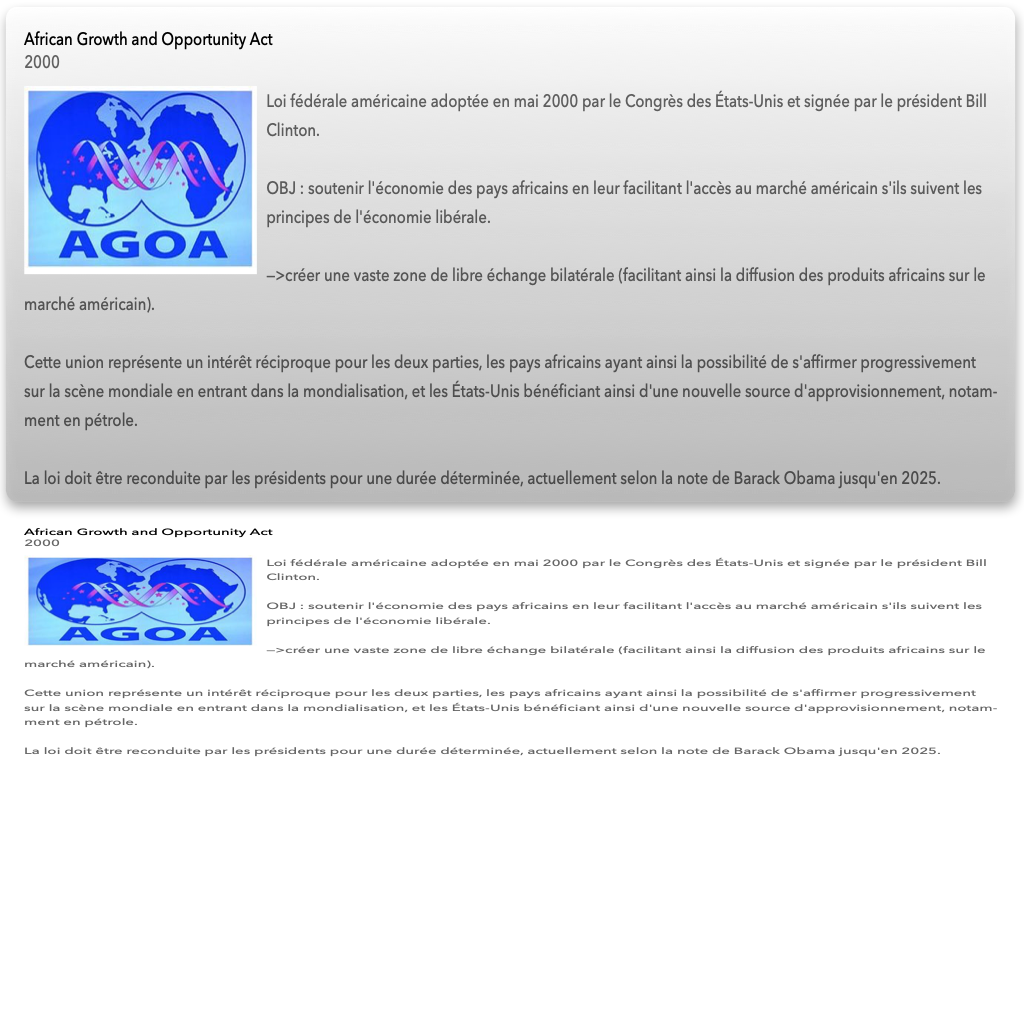 African Growth and Opportunity Act
2000
AGOA
Loi fédérale américaine adoptée en mai 2000 par le Congrès des États-Unis et signée par le président Bill
Clinton.
OBJ : soutenir l'économie des pays africains en leur facilitant l'accès au marché américain s'ils suivent les
principes de l'économie libérale.
—>créer une vaste zone de libre échange bilatérale (facilitant ainsi la diffusion des produits africains sur le
marché américain).
Cette union représente un intérêt réciproque pour les deux parties, les pays africains ayant ainsi la possibilité de s'affirmer progressivement
sur la scène mondiale en entrant dans la mondialisation, et les États-Unis bénéficiant ainsi d'une nouvelle source d'approvisionnement, notam-
ment en pétrole.
La loi doit être reconduite par les présidents pour une durée déterminée, actuellement selon la note de Barack Obama jusqu'en 2025.
African Growth and Opportunity Act
2000
AGOA
Loi fédérale américaine adoptée en mai 2000 par le Congrès des États-Unis et signée par le président Bill
Clinton.
OBJ : soutenir l'économie des pays africains en leur facilitant l'accès au marché américain s'ils suivent les
principes de l'économie libérale.
—>créer une vaste zone de libre échange bilatérale (facilitant ainsi la diffusion des produits africains sur le
marché américain).
Cette union représente un intérêt réciproque pour les deux parties, les pays africains ayant ainsi la possibilité de s'affirmer progressivement
sur la scène mondiale en entrant dans la mondialisation, et les États-Unis bénéficiant ainsi d'une nouvelle source d'approvisionnement, notam-
ment en pétrole.
La loi doit être reconduite par les présidents pour une durée déterminée, actuellement selon la note de Barack Obama jusqu'en 2025.